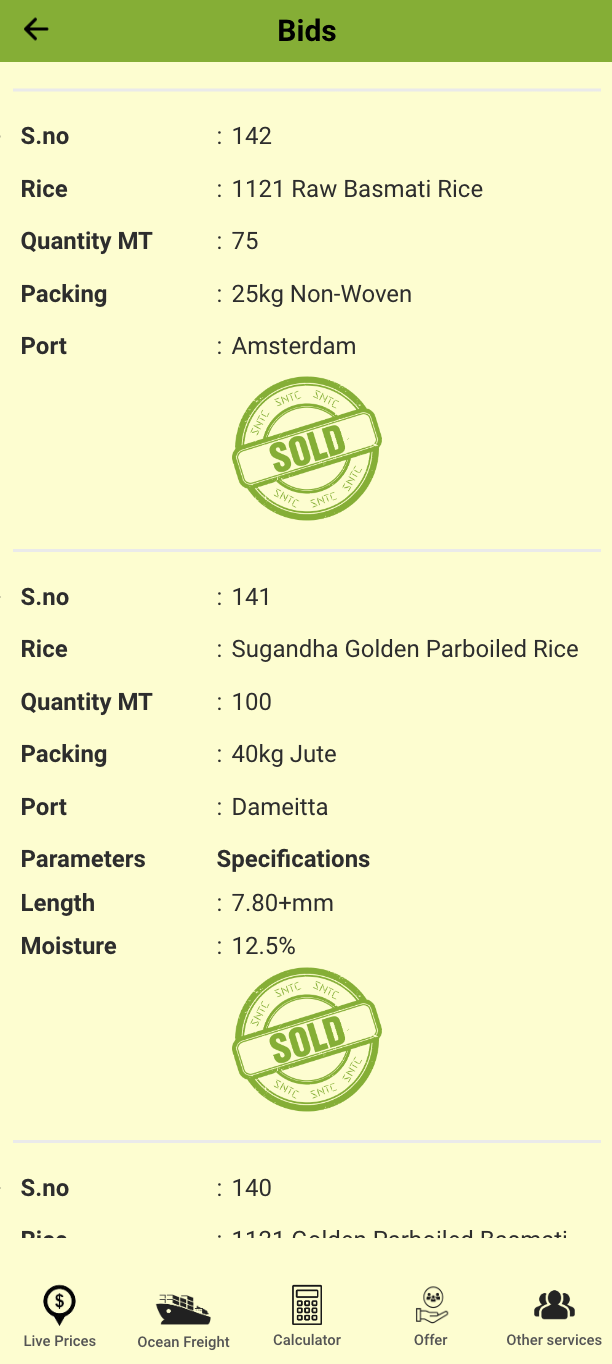 Bids
S.no : 142
Rice : 1121 Raw Basmati Rice
Quantity MT : 75
Packing : 25kg Non-Woven
Port : Amsterdam
SNTC SNTC SNTC
SOLD
SNTC SNTC SNTC
S.no : 141
Rice : Sugandha Golden Parboiled Rice
Quantity MT : 100
Packing : 40kg Jute
Port : Dameitta
Parameters Specifications
Length : 7.80+mm
Moisture : 12.5%
SNTC SNTC SNTC
SOLD
SNTC SNTC SNTC
S.no : 140
Rice : 1121 Golden Parboiled Basmati
Live Prices Ocean Freight Calculator Offer Other services